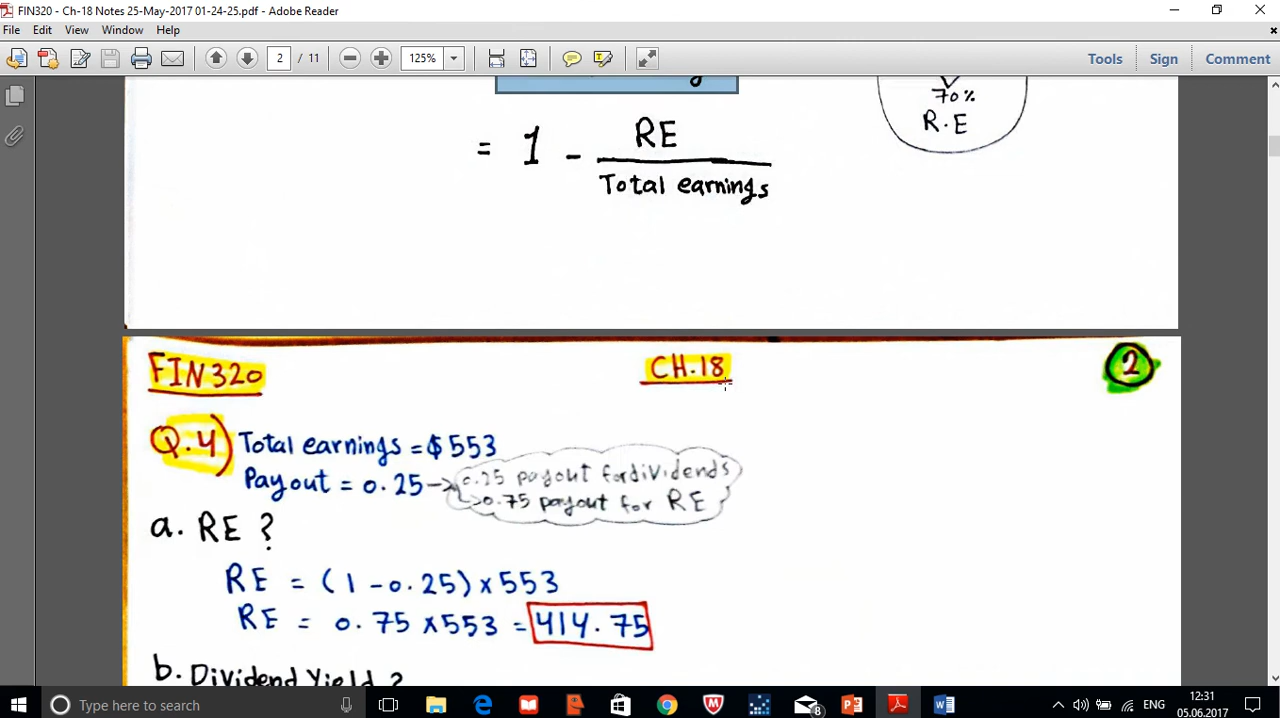 FIN320 - Ch-18 Notes 25-May-2017 01-24-25.pdf - Adobe Reader
File Edit View Window Help
2 / 11 125% Tools Sign Comment
70%
R.E
= 1 - RE
Total earnings
FIN320 CH.18 2
Q.4) Total earnings = $553
Payout = 0.25 → 0.25 payout for dividends
→ 0.75 payout for RE
a. RE ?
RE = (1 - 0.25) × 553
RE = 0.75 × 553 = 414.75
b. Dividend Yield ?
Type here to search
8
ENG
12:31
05.06.2017